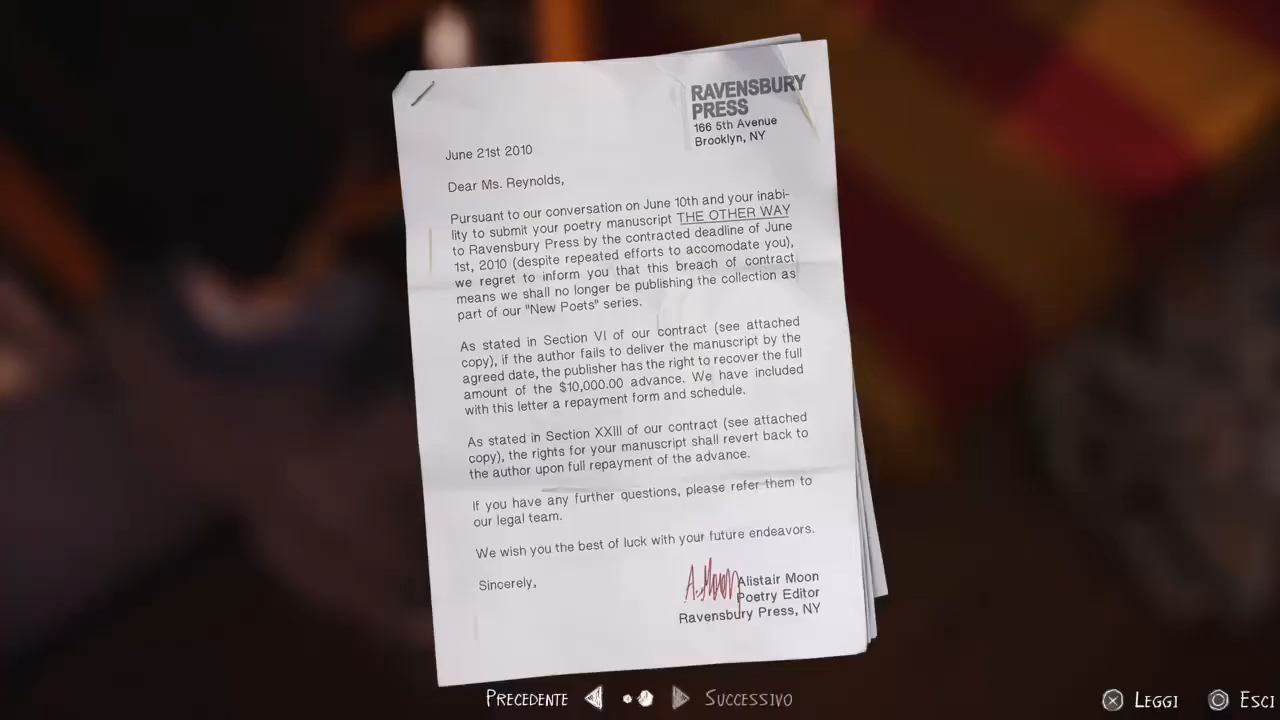 RAVENSBURY
PRESS
166 5th Avenue
Brooklyn, NY
June 21st 2010
Dear Ms. Reynolds,
Pursuant to our conversation on June 10th and your inabi-
lity to submit your poetry manuscript THE OTHER WAY
to Ravensbury Press by the contracted deadline of June
1st, 2010 (despite repeated efforts to accomodate you),
we regret to inform you that this breach of contract
means we shall no longer be publishing the collection as
part of our "New Poets" series.
As stated in Section VI of our contract (see attached
copy), if the author fails to deliver the manuscript by the
agreed date, the publisher has the right to recover the full
amount of the $10,000.00 advance. We have included
with this letter a repayment form and schedule.
As stated in Section XXIII of our contract (see attached
copy), the rights for your manuscript shall revert back to
the author upon full repayment of the advance.
If you have any further questions, please refer them to
our legal team.
We wish you the best of luck with your future endeavors.
Sincerely,
A. Moon
Alistair Moon
Poetry Editor
Ravensbury Press, NY
PRECEDENTE SUCCESSIVO
LEGGI ESCI